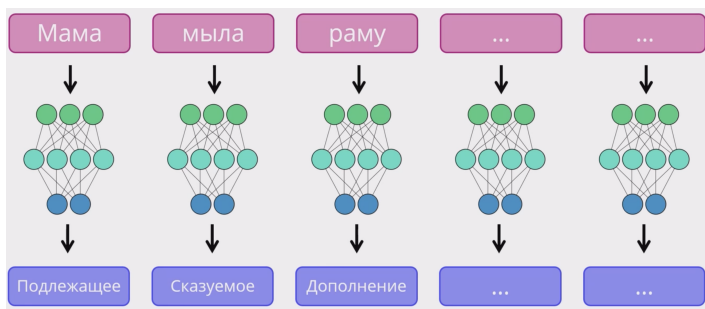 Мама
мыла
раму
...
...
Подлежащее
Сказуемое
Дополнение
...
...